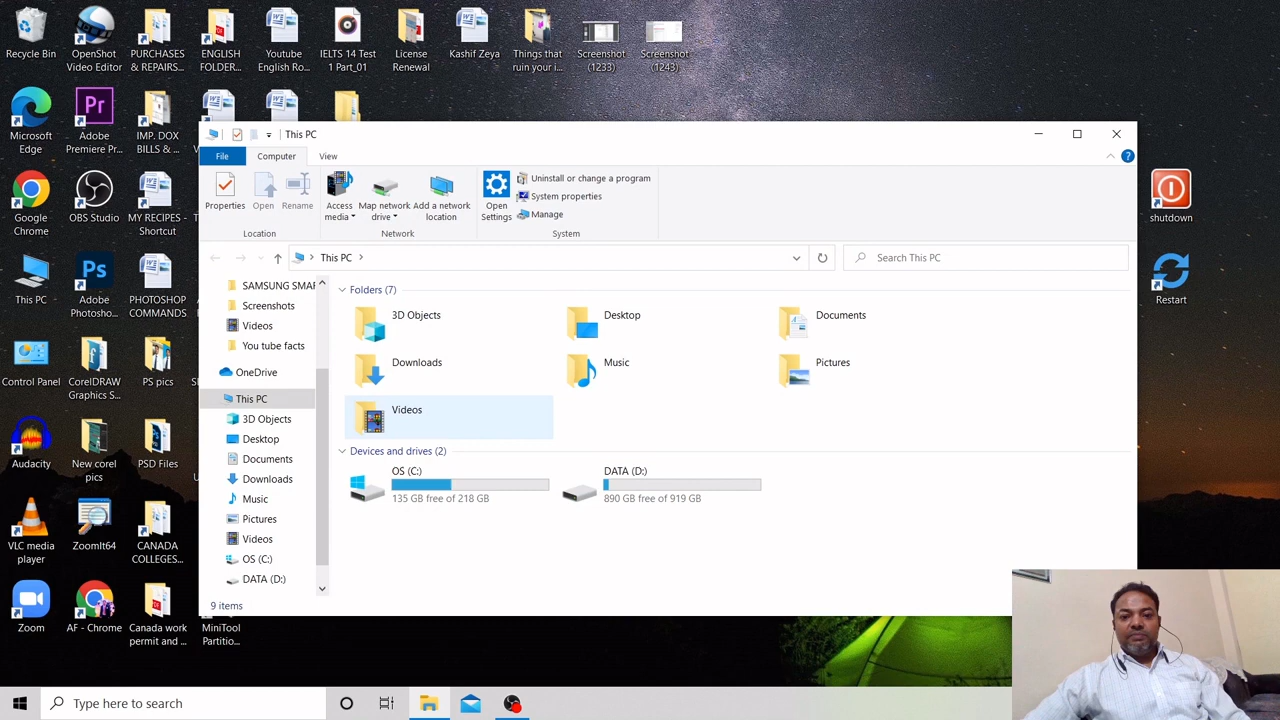 Recycle Bin
OpenShot
Video Editor
PURCHASES
& REPAIRS...
ENGLISH
FOLDER...
Youtube
English Ro...
IELTS 14 Test
1 Part_01
License
Renewal
Kashif Zeya
Things that
ruin your i...
Screenshot
(1233)
Screenshot
(1243)
Microsoft
Edge
Adobe
Premiere Pr...
IMP. DOX
BILLS & ...
Google
Chrome
OBS Studio
MY RECIPES -
Shortcut
This PC
Adobe
Photosho...
PHOTOSHOP
COMMANDS
Control Panel
CorelDRAW
Graphics S...
PS pics
Audacity
New corel
pics
PSD Files
VLC media
player
ZoomIt64
CANADA
COLLEGES...
Zoom
AF - Chrome
Canada work
permit and ...
MiniTool
Partitio...
shutdown
Restart
This PC
File
Computer
View
Properties
Open
Rename
Access
media
Map network
drive
Add a network
location
Open
Settings
Uninstall or change a program
System properties
Manage
Location
Network
System
This PC
Search This PC
SAMSUNG SMAR
Screenshots
Videos
You tube facts
OneDrive
This PC
3D Objects
Desktop
Documents
Downloads
Music
Pictures
Videos
OS (C:)
DATA (D:)
Folders (7)
3D Objects
Desktop
Documents
Downloads
Music
Pictures
Videos
Devices and drives (2)
OS (C:)
135 GB free of 218 GB
DATA (D:)
890 GB free of 919 GB
9 items
Type here to search